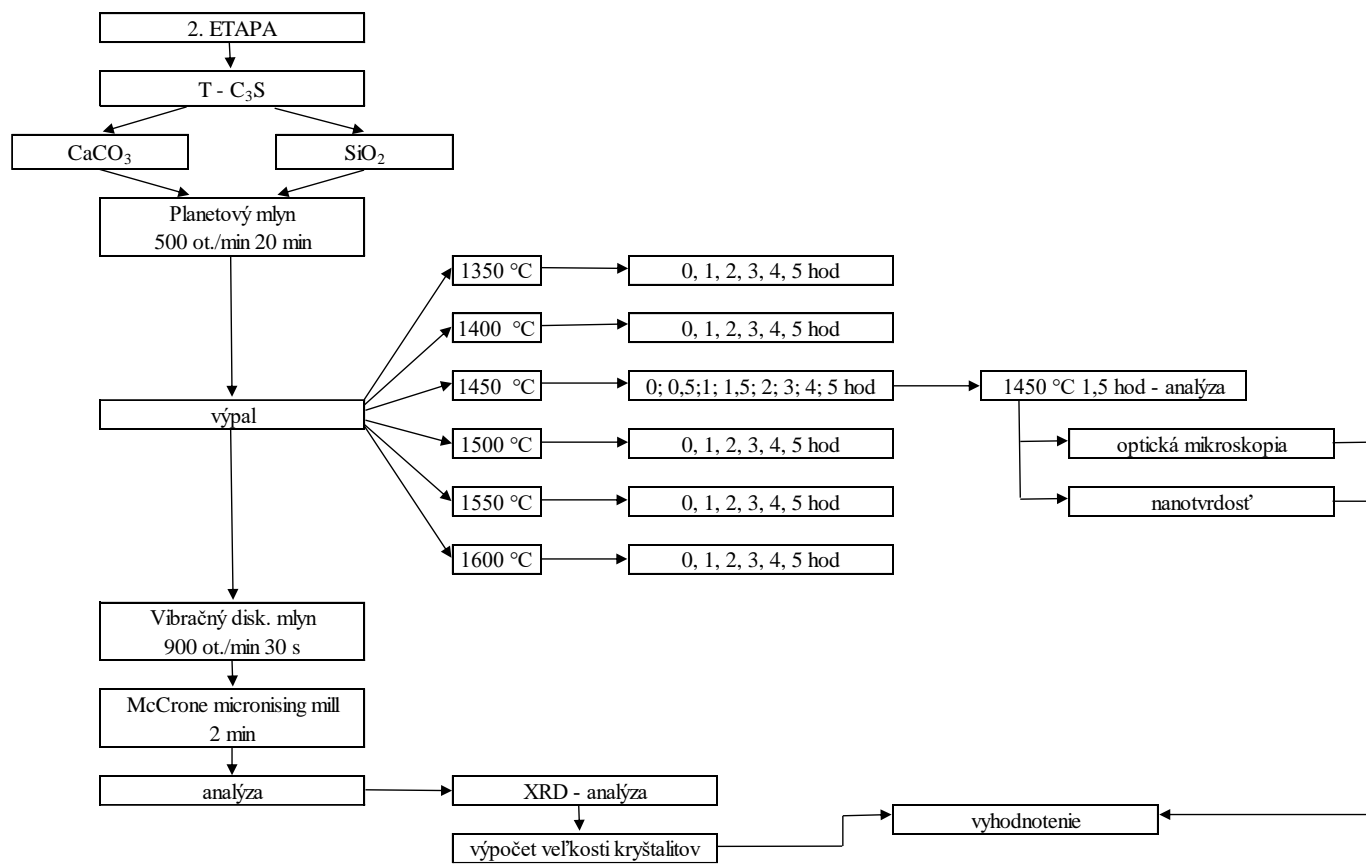 2. ETAPA
T - C₃S
CaCO₃
SiO₂
Planetový mlyn
500 ot./min 20 min
1350 °C
0, 1, 2, 3, 4, 5 hod
1400 °C
0, 1, 2, 3, 4, 5 hod
1450 °C
0; 0,5;1; 1,5; 2; 3; 4; 5 hod
1450 °C 1,5 hod - analýza
výpal
1500 °C
0, 1, 2, 3, 4, 5 hod
optická mikroskopia
1550 °C
0, 1, 2, 3, 4, 5 hod
nanotvrdosť
1600 °C
0, 1, 2, 3, 4, 5 hod
Vibračný disk. mlyn
900 ot./min 30 s
McCrone micronising mill
2 min
analýza
XRD - analýza
výpočet veľkosti kryštalitov
vyhodnotenie